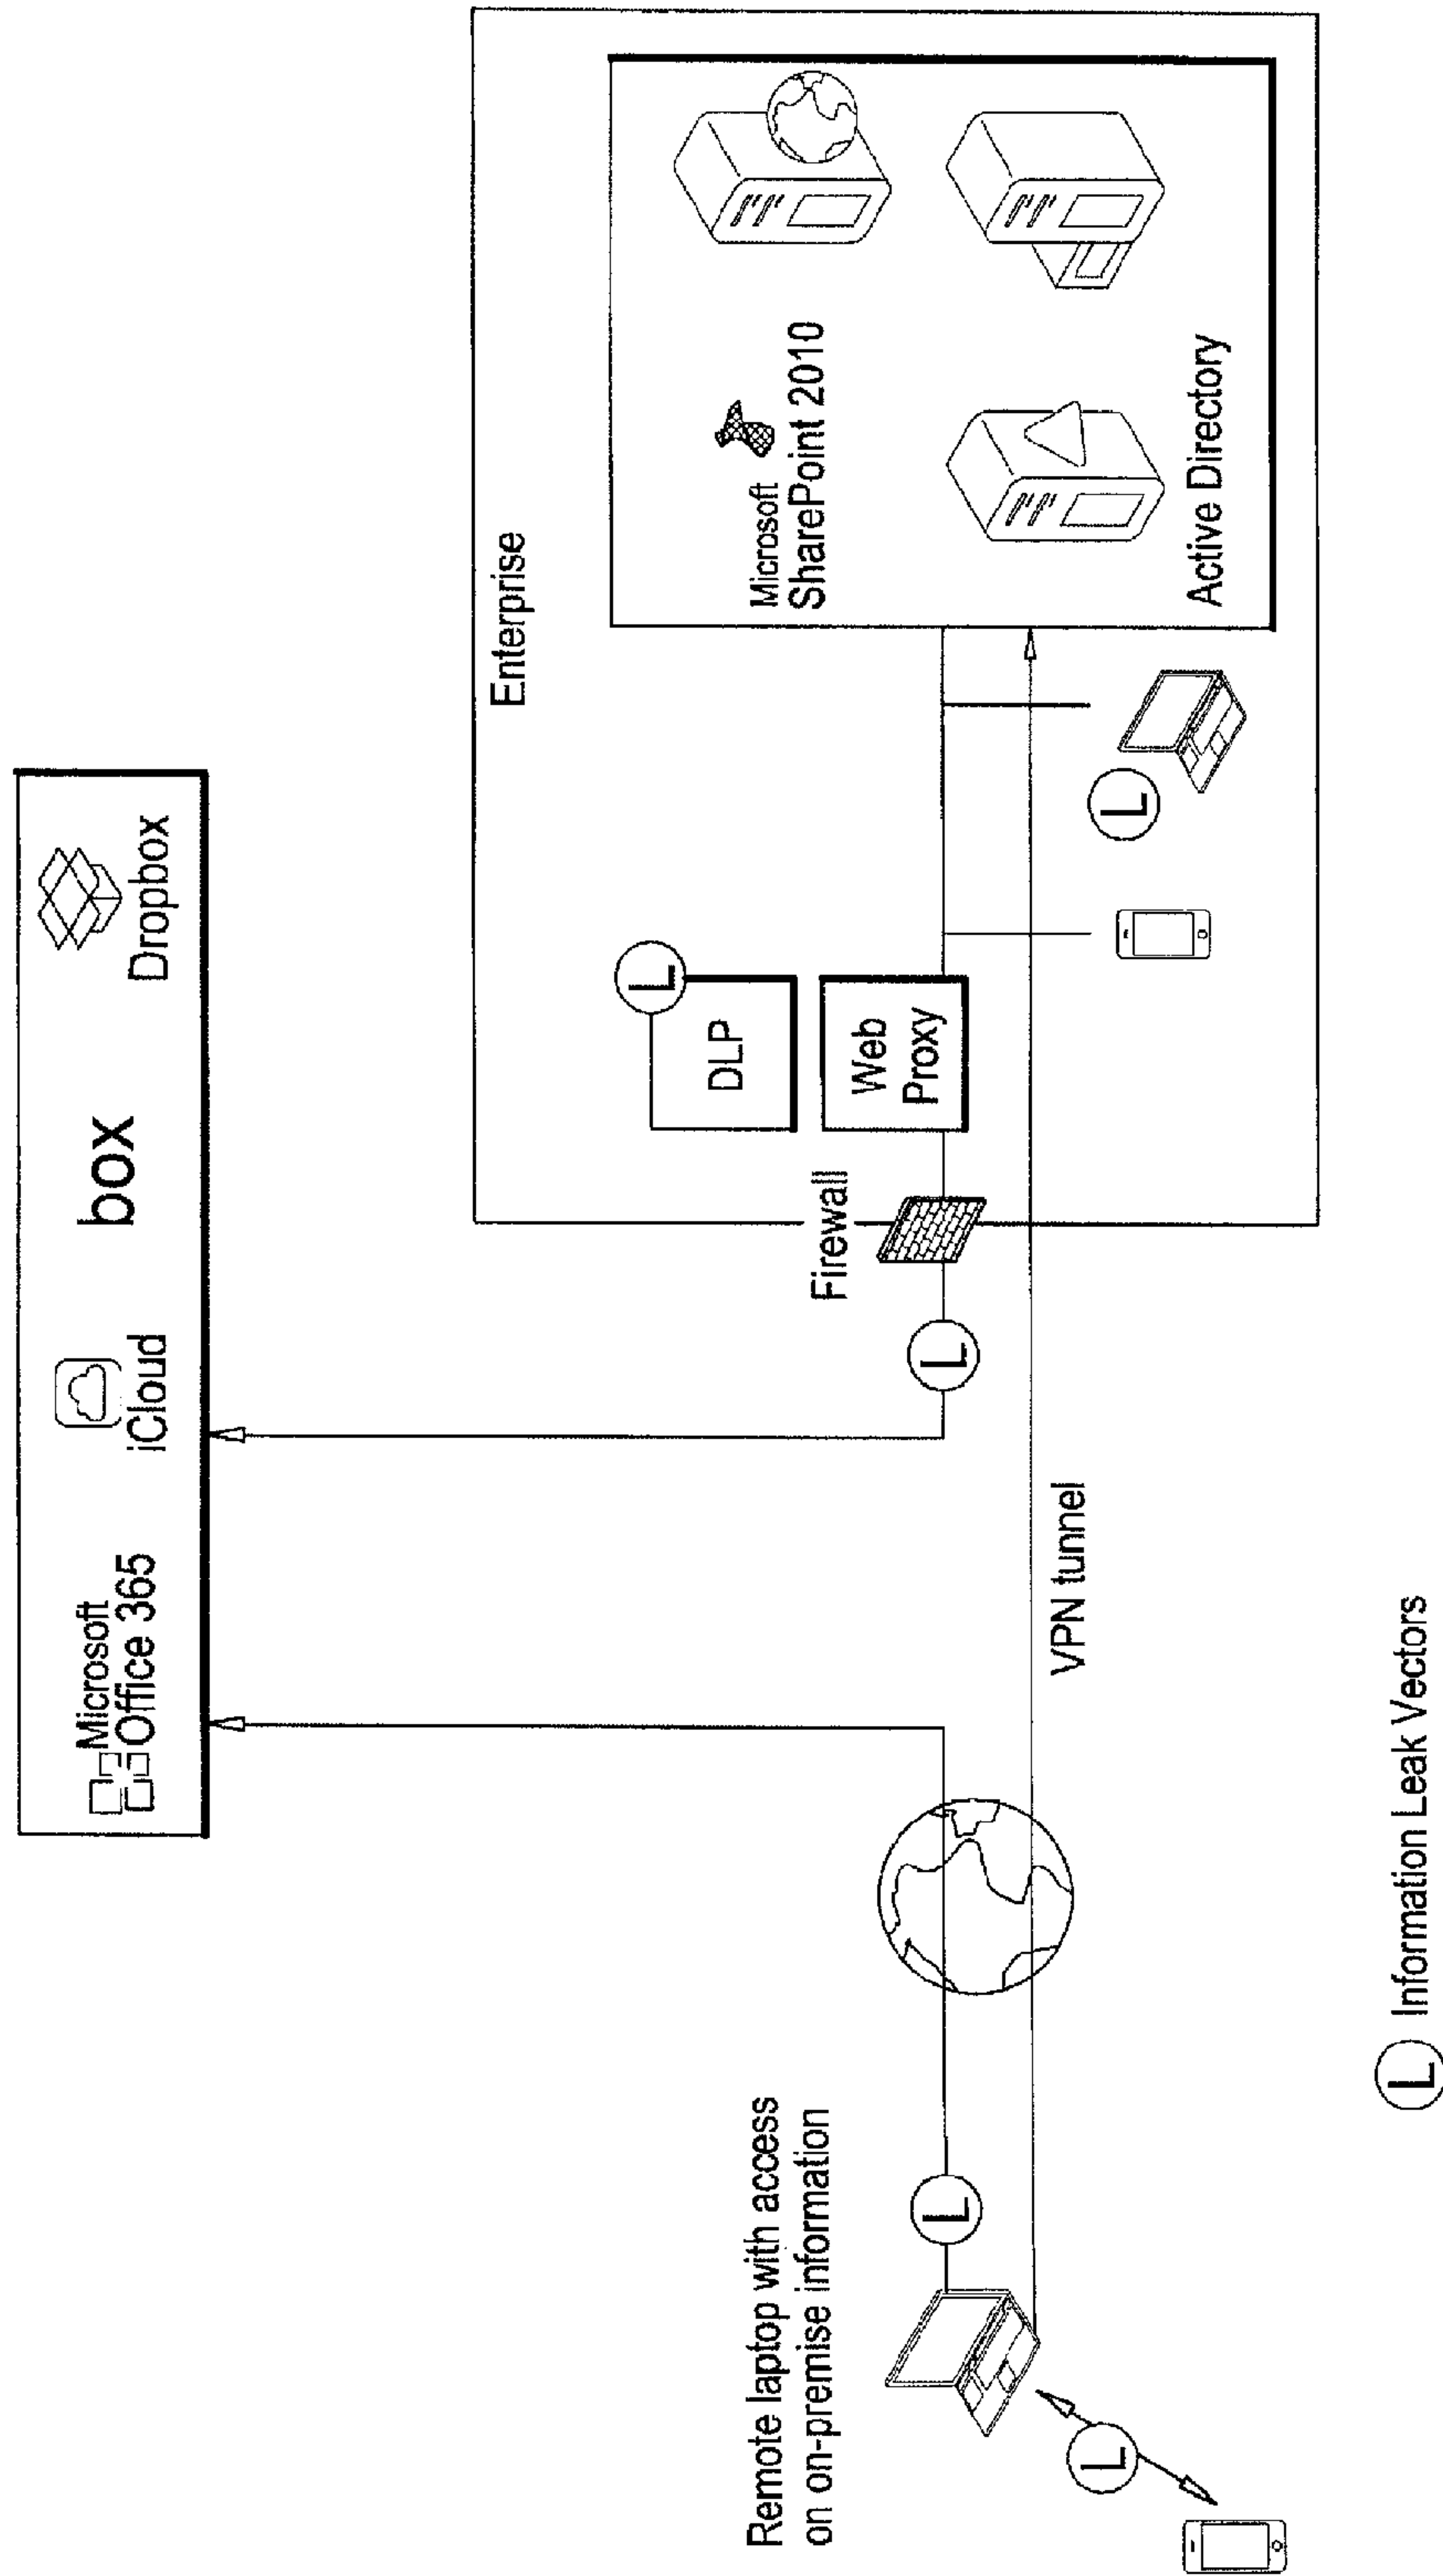 Microsoft
Office 365
iCloud
box
Dropbox
Enterprise
Microsoft
SharePoint 2010
Active Directory
L
DLP
Web
Proxy
Firewall
L
L
VPN tunnel
Remote laptop with access
on on-premise information
L
L
L Information Leak Vectors